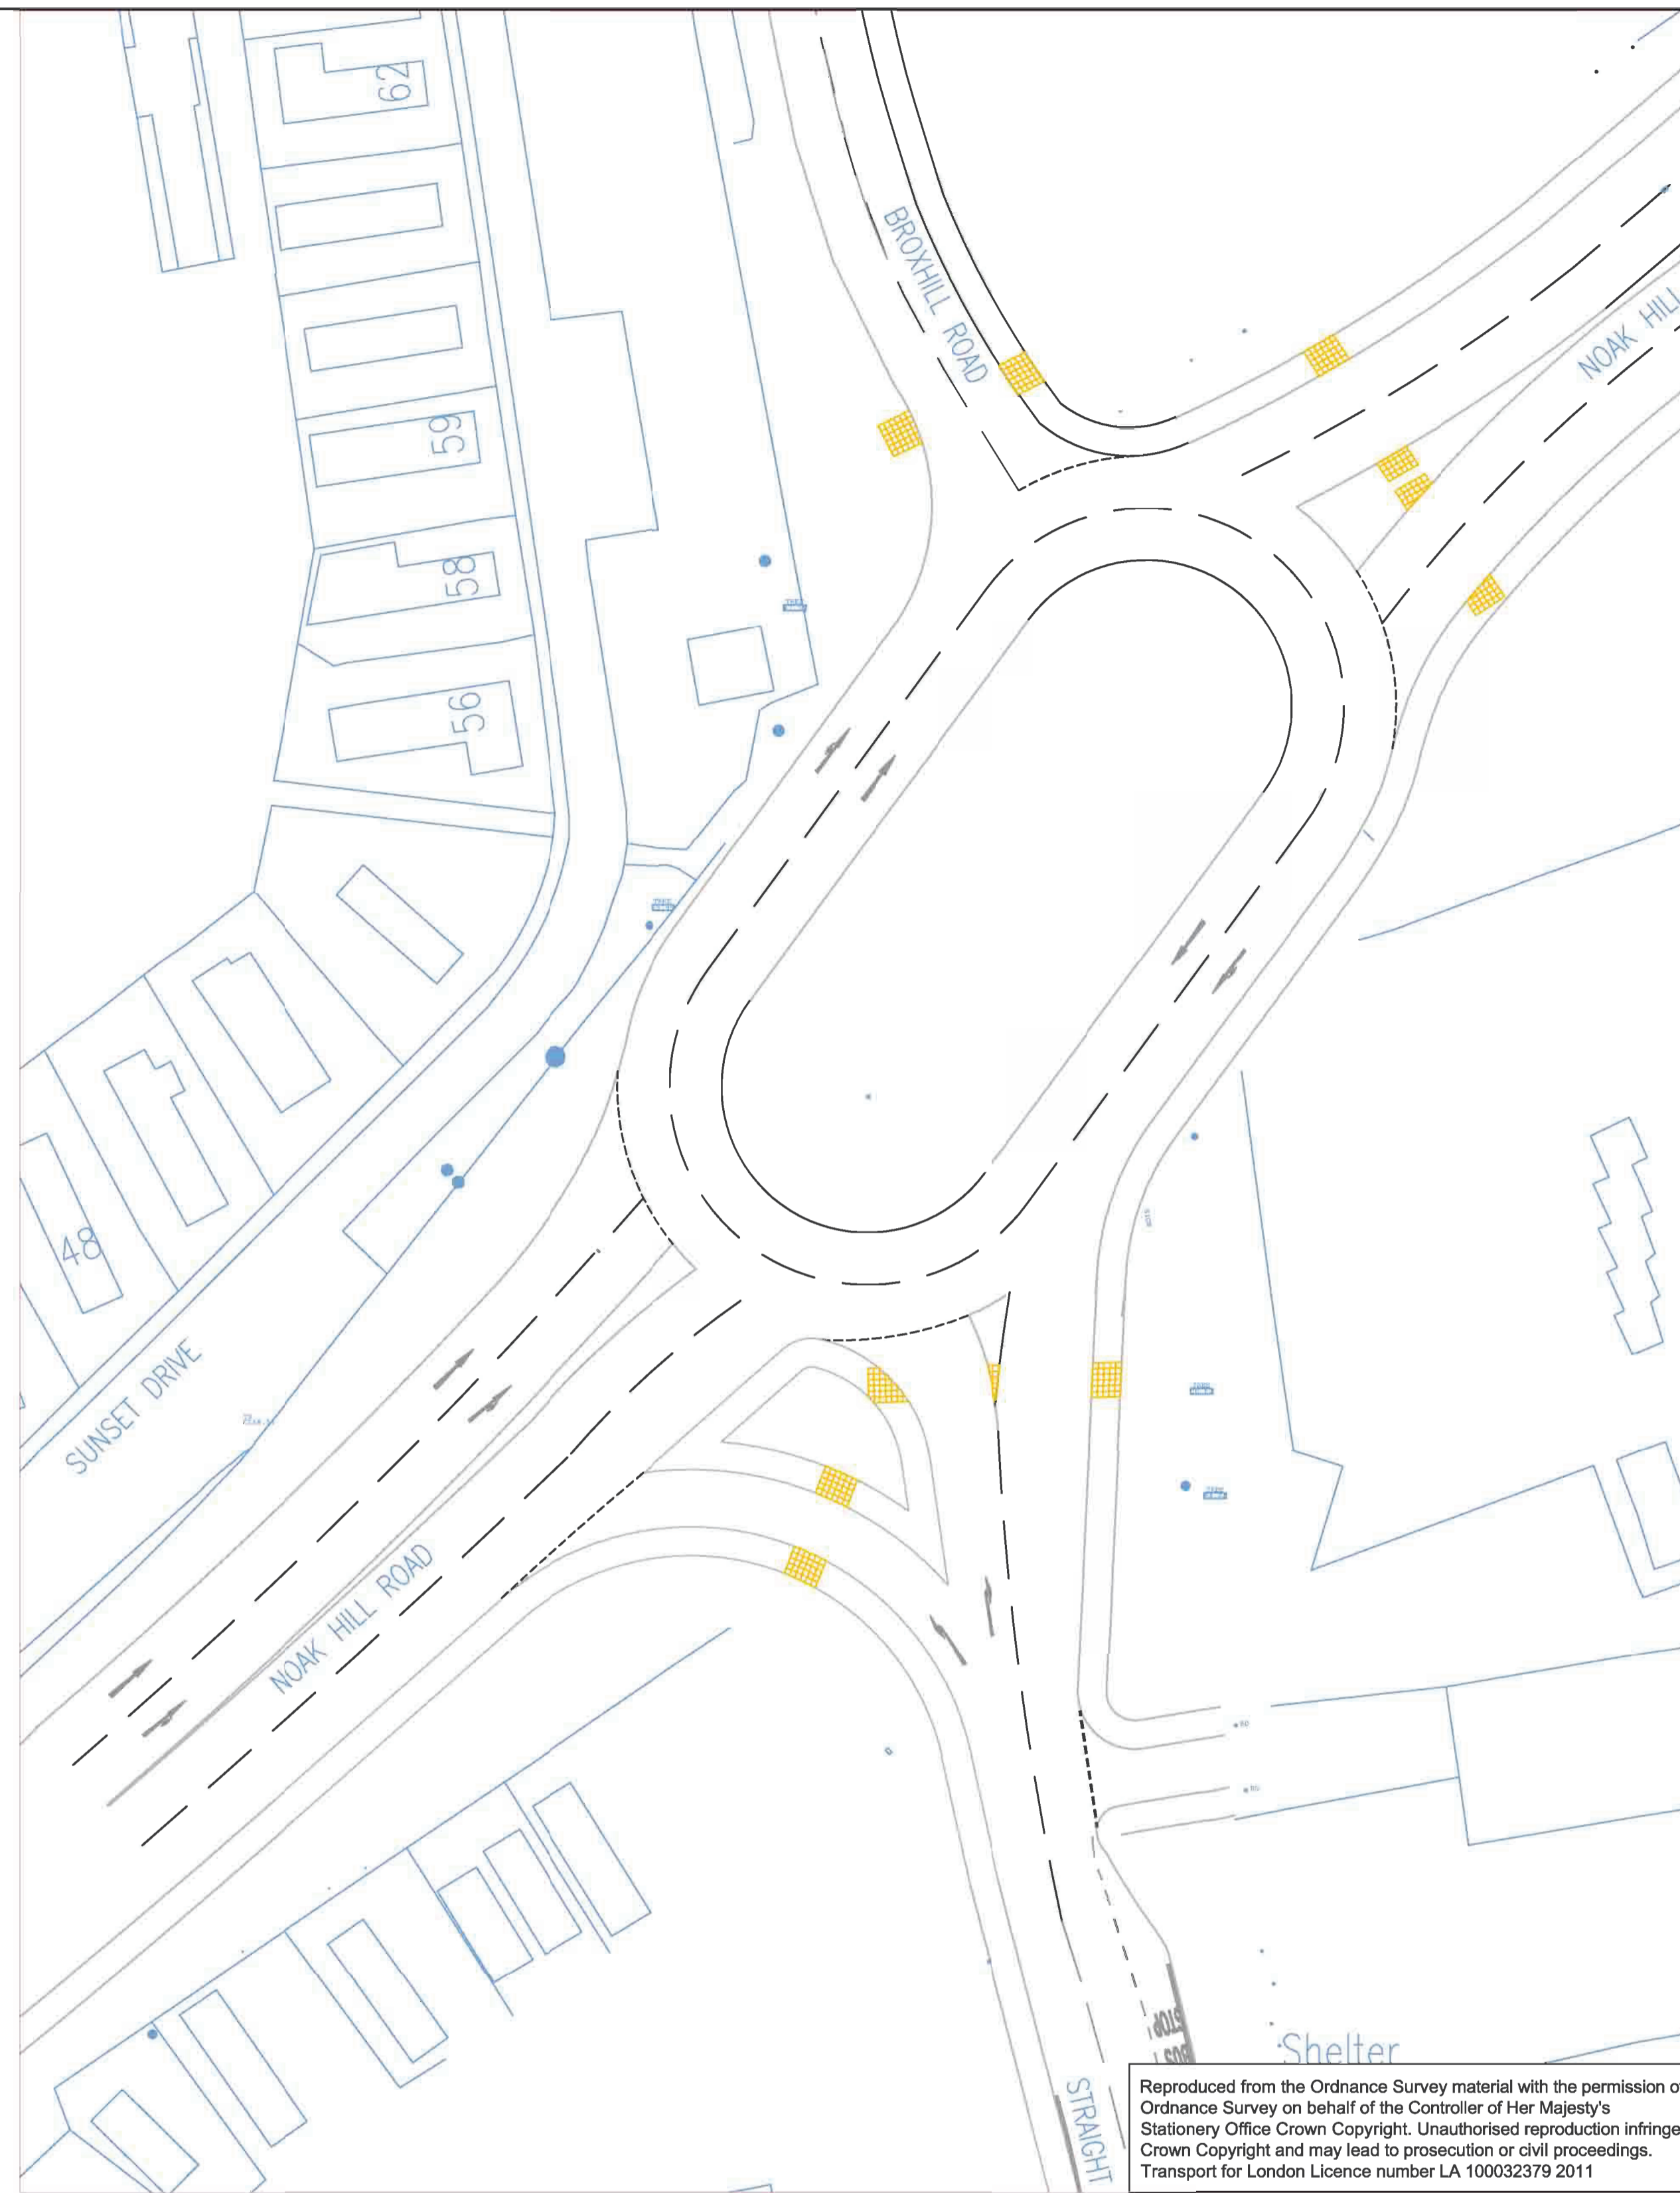 62
BROXHILL ROAD
NOAK HILL
59
58
56
48
SUNSET DRIVE
NOAK HILL ROAD
BUS STOP
Shelter
STRAIGHT
Reproduced from the Ordnance Survey material with the permission o
Ordnance Survey on behalf of the Controller of Her Majesty's
Stationery Office Crown Copyright. Unauthorised reproduction infringe
Crown Copyright and may lead to prosecution or civil proceedings.
Transport for London Licence number LA 100032379 2011